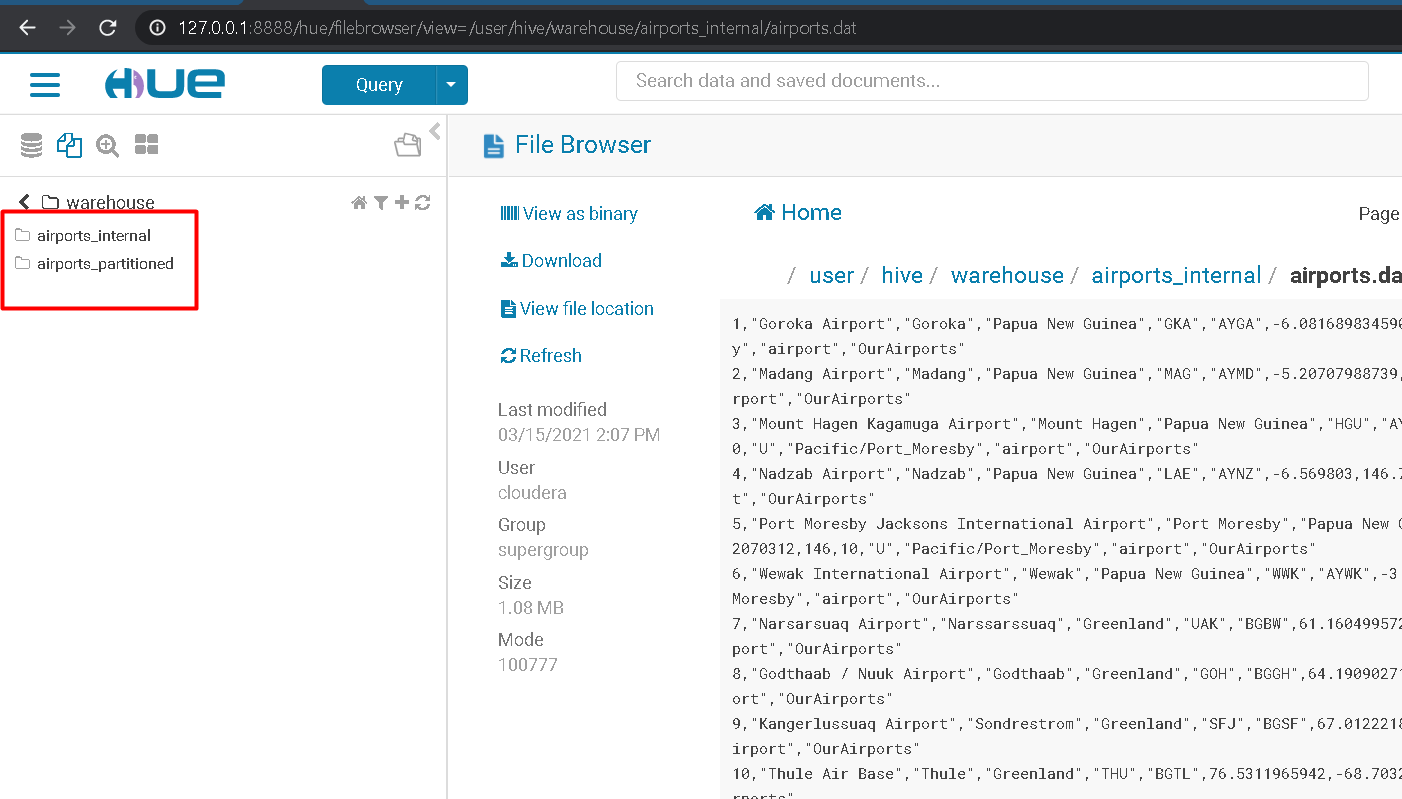 127.0.0.1:8888/hue/filebrowser/view=/user/hive/warehouse/airports_internal/airports.dat
HUE
Query
Search data and saved documents...
File Browser
warehouse
airports_internal
airports_partitioned
View as binary
Download
View file location
Refresh
Last modified
03/15/2021 2:07 PM
User
cloudera
Group
supergroup
Size
1.08 MB
Mode
100777
Home
Page
/ user / hive / warehouse / airports_internal / airports.da
1,"Goroka Airport","Goroka","Papua New Guinea","GKA","AYGA",-6.081689834590
y","airport","OurAirports"
2,"Madang Airport","Madang","Papua New Guinea","MAG","AYMD",-5.20707988739,
rport","OurAirports"
3,"Mount Hagen Kagamuga Airport","Mount Hagen","Papua New Guinea","HGU","AY
0,"U","Pacific/Port_Moresby","airport","OurAirports"
4,"Nadzab Airport","Nadzab","Papua New Guinea","LAE","AYNZ",-6.569803,146.7
t","OurAirports"
5,"Port Moresby Jacksons International Airport","Port Moresby","Papua New G
2070312,146,10,"U","Pacific/Port_Moresby","airport","OurAirports"
6,"Wewak International Airport","Wewak","Papua New Guinea","WWK","AYWK",-3
Moresby","airport","OurAirports"
7,"Narsarsuaq Airport","Narssarssuaq","Greenland","UAK","BGBW",61.160499572
port","OurAirports"
8,"Godthaab / Nuuk Airport","Godthaab","Greenland","GOH","BGGH",64.19090271
ort","OurAirports"
9,"Kangerlussuaq Airport","Sondrestrom","Greenland","SFJ","BGSF",67.0122218
irport","OurAirports"
10,"Thule Air Base","Thule","Greenland","THU","BGTL",76.5311965942,-68.7032
rports"